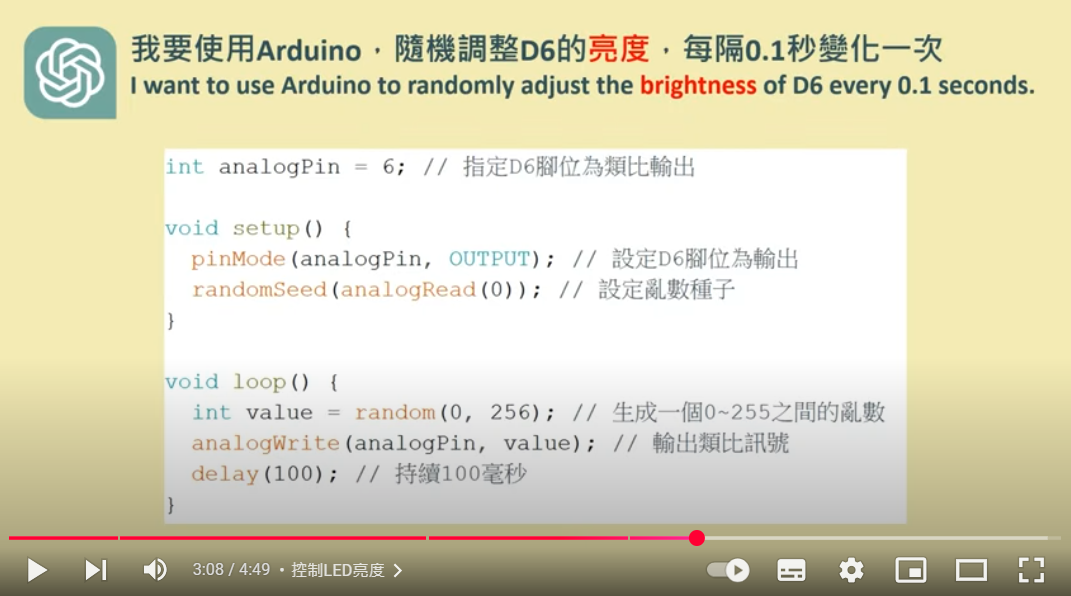 我要使用Arduino，隨機調整D6的亮度，每隔0.1秒變化一次
I want to use Arduino to randomly adjust the brightness of D6 every 0.1 seconds.
int analogPin = 6; // 指定D6腳位為類比輸出
void setup() {
pinMode(analogPin, OUTPUT); // 設定D6腳位為輸出
randomSeed(analogRead(0)); // 設定亂數種子
}
void loop() {
int value = random(0, 256); // 生成一個0~255之間的亂數
analogWrite(analogPin, value); // 輸出類比訊號
delay(100); // 持續100毫秒
}
3:08 / 4:49 • 控制LED亮度